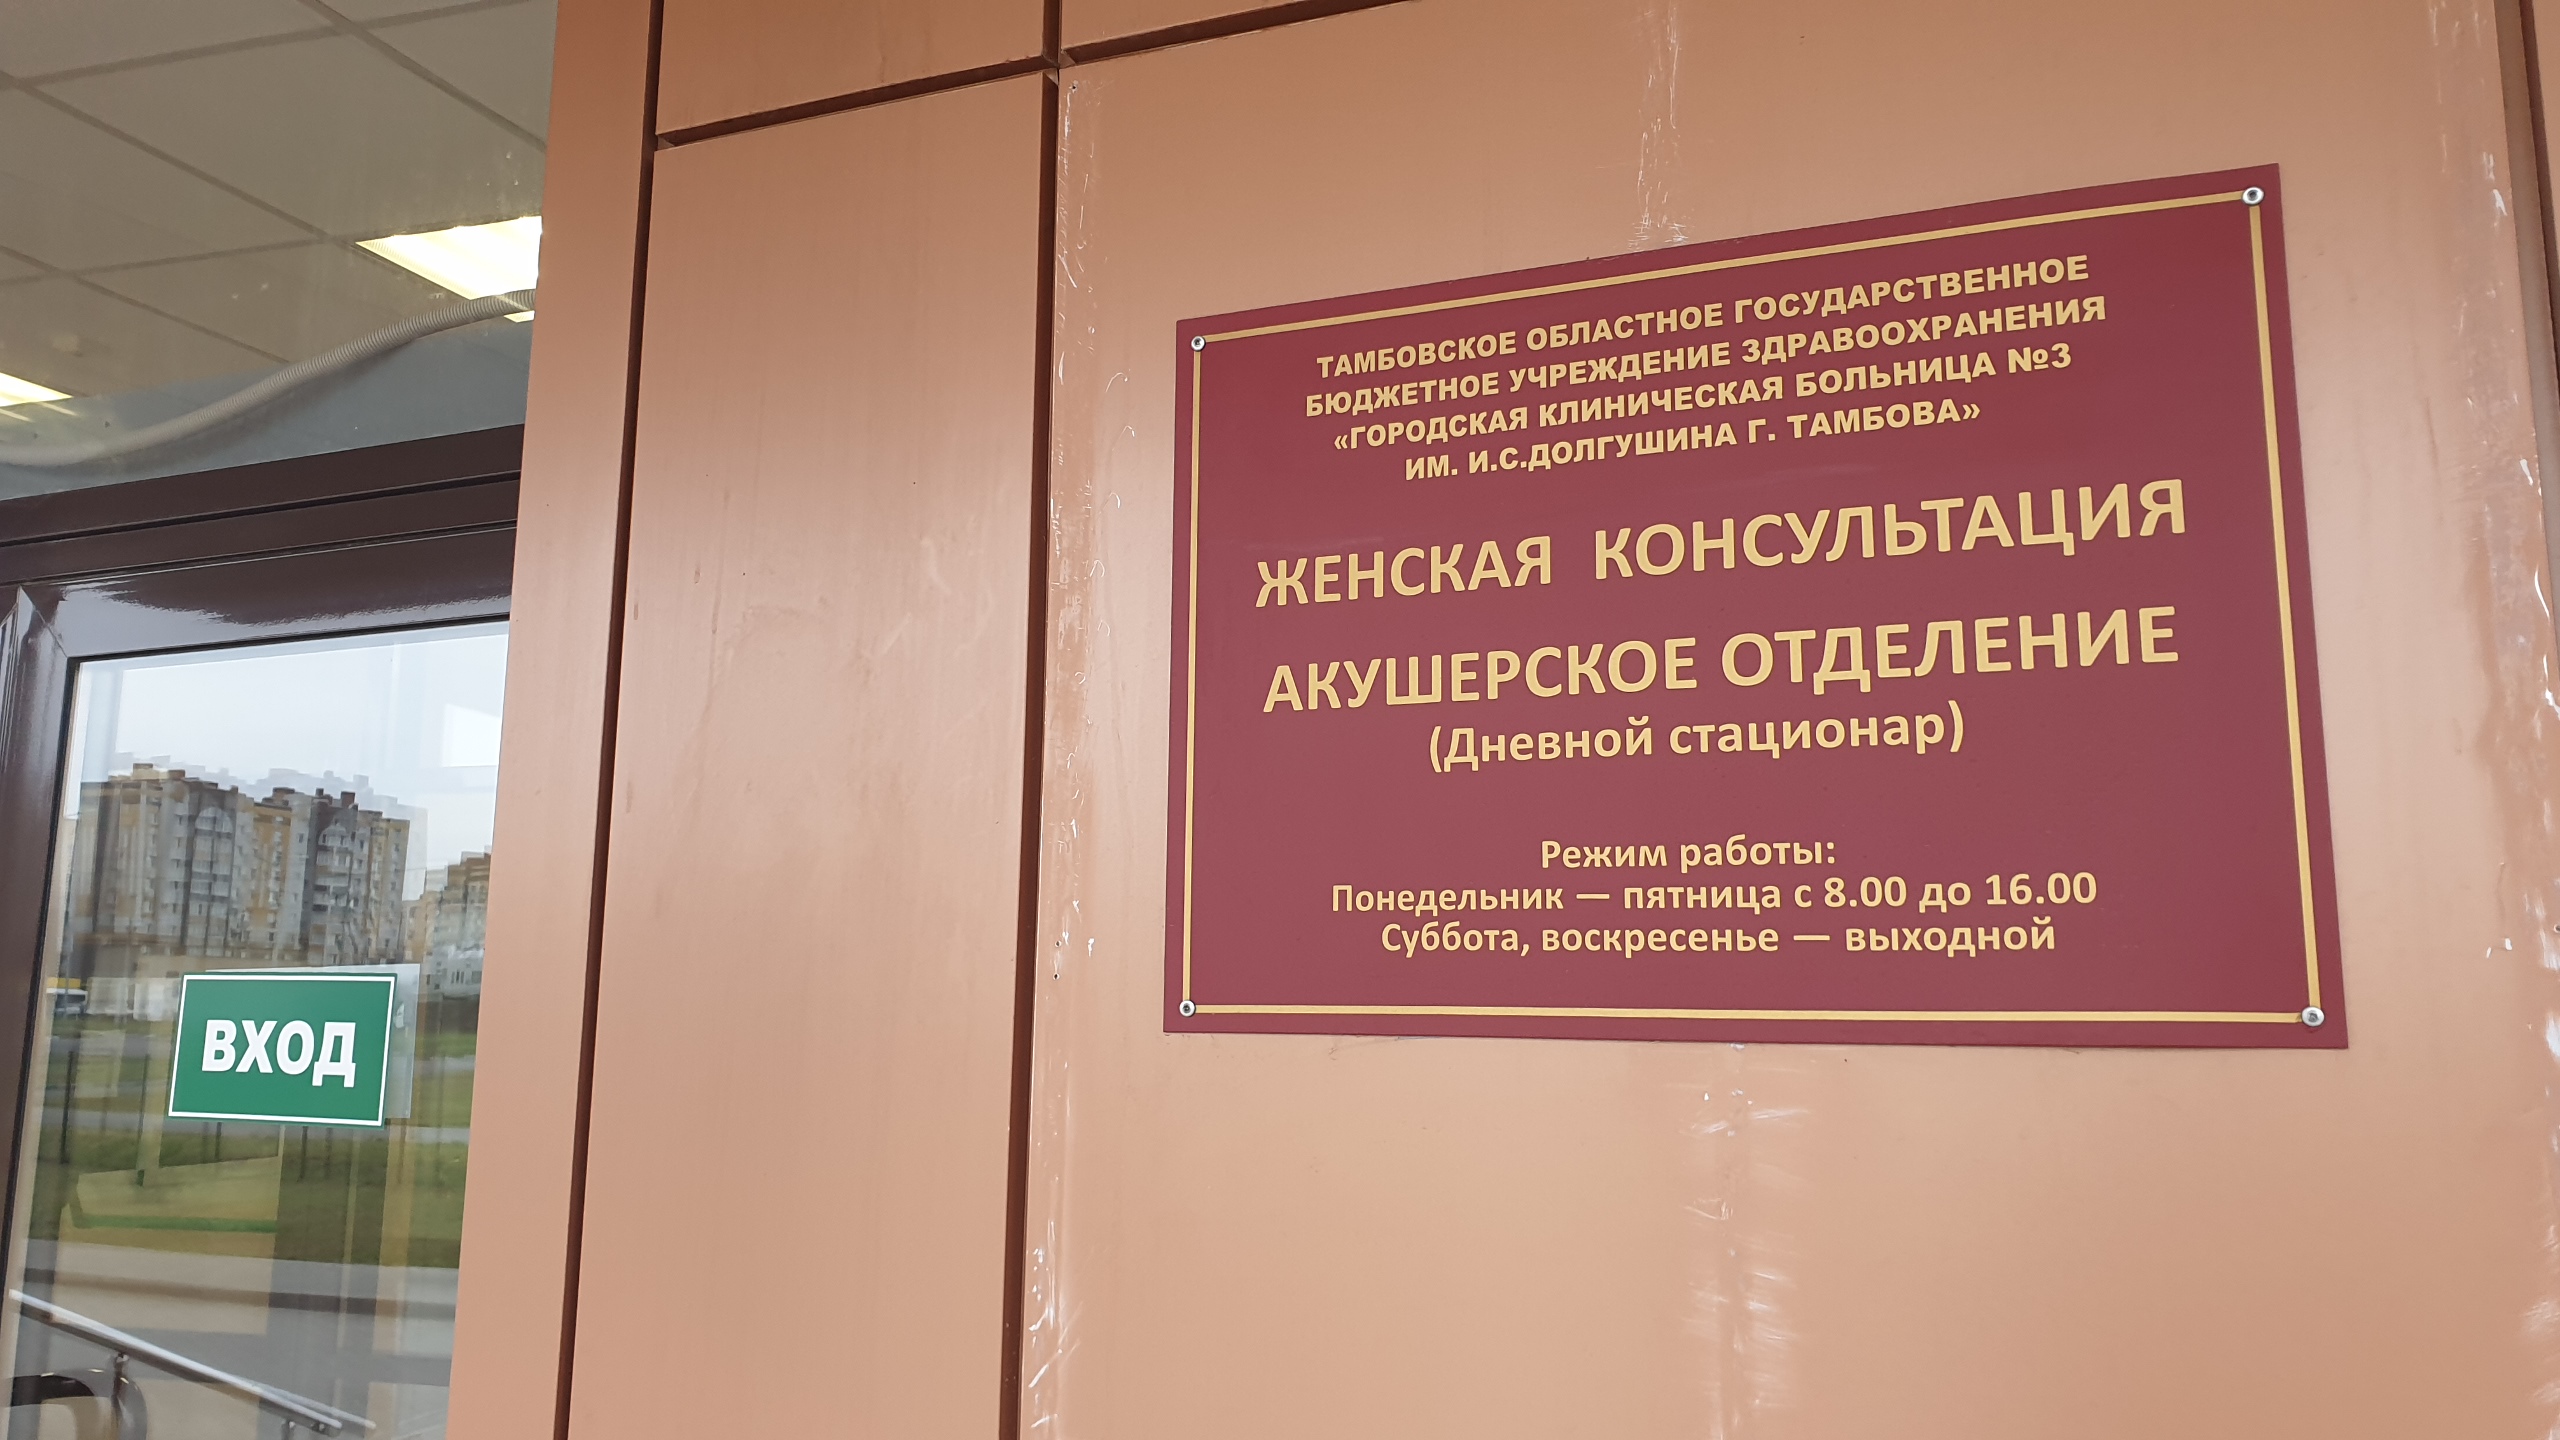 ТАМБОВСКОЕ ОБЛАСТНОЕ ГОСУДАРСТВЕННОЕ
БЮДЖЕТНОЕ УЧРЕЖДЕНИЕ ЗДРАВООХРАНЕНИЯ
«ГОРОДСКАЯ КЛИНИЧЕСКАЯ БОЛЬНИЦА №3
ИМ. И.С.ДОЛГУШИНА Г. ТАМБОВА»
ЖЕНСКАЯ КОНСУЛЬТАЦИЯ
АКУШЕРСКОЕ ОТДЕЛЕНИЕ
(Дневной стационар)
Режим работы:
Понедельник — пятница с 8.00 до 16.00
Суббота, воскресенье — выходной
ВХОД